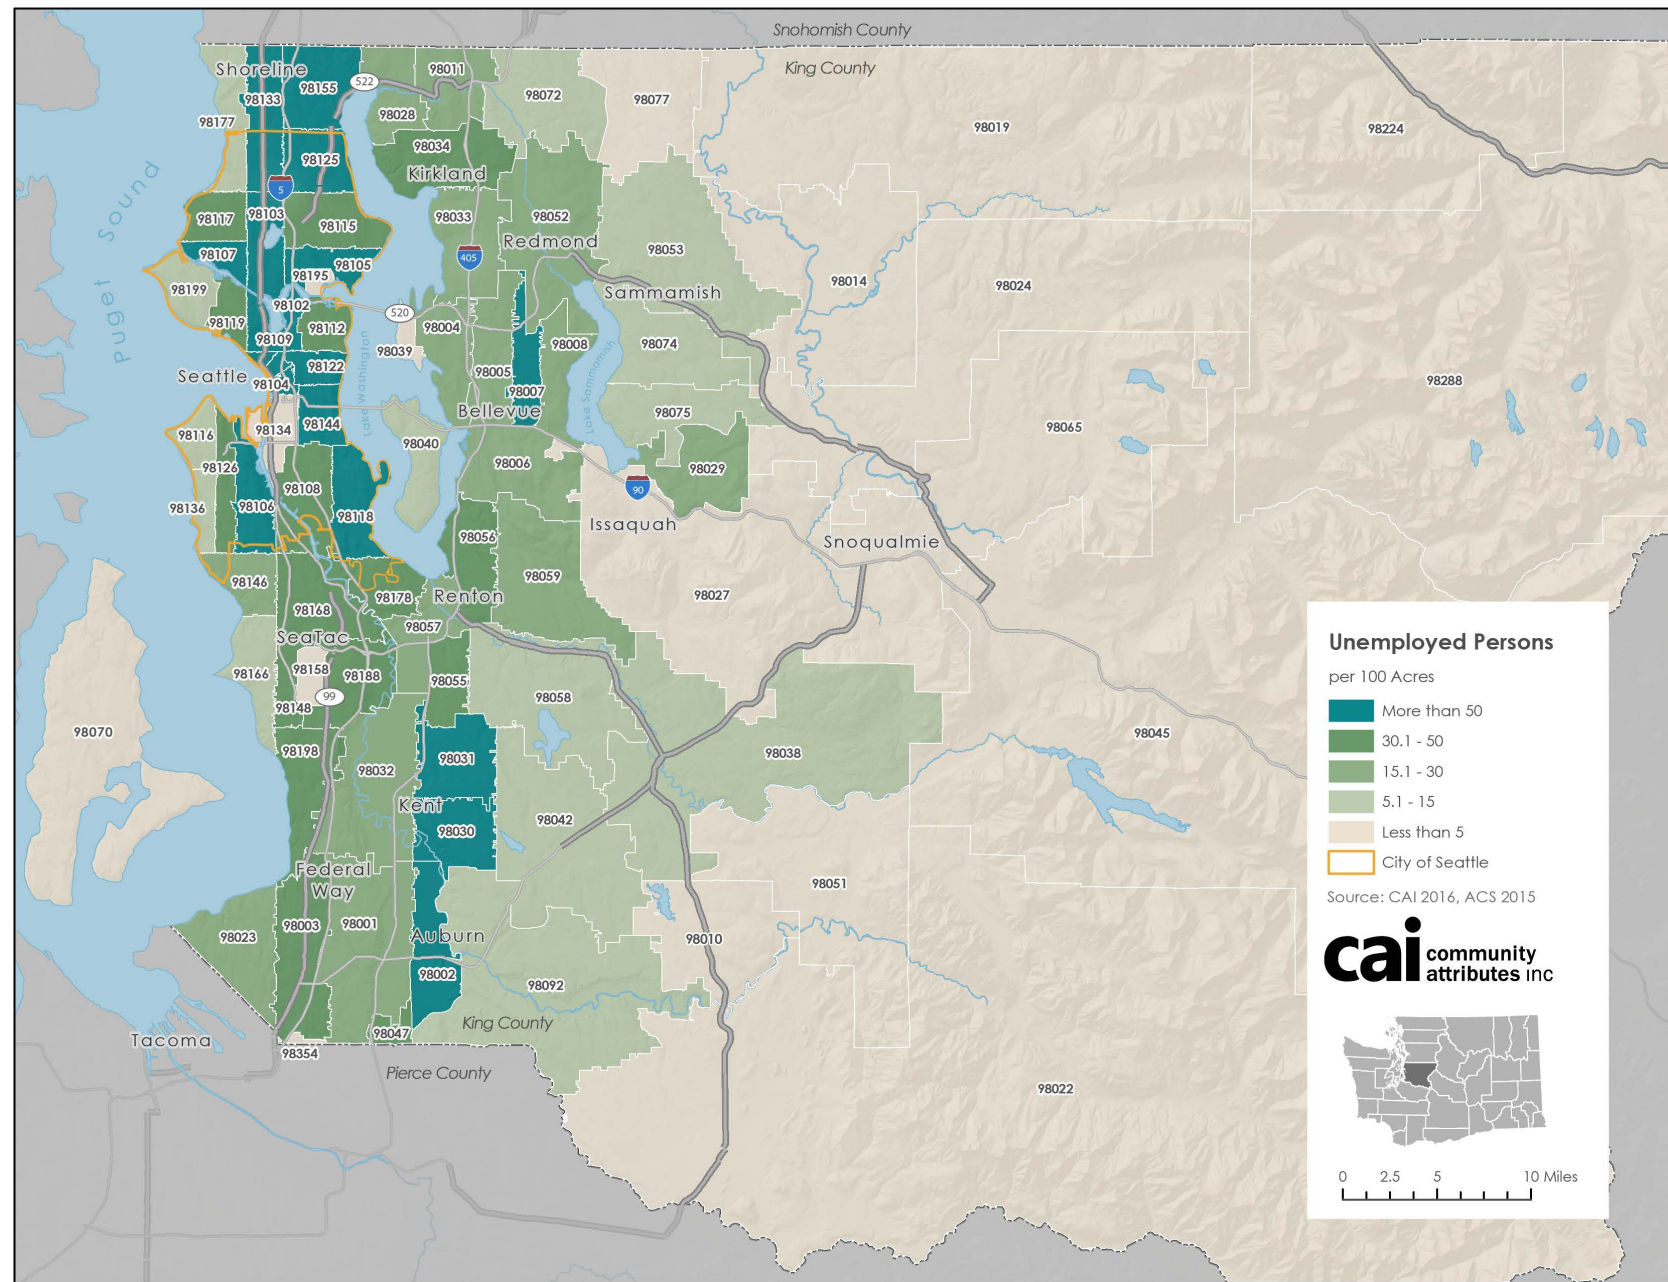 Snohomish County
King County
Shoreline
98133
98155
522
98011
98072
98077
98177
98028
98019
98224
98034
98125
Kirkland
5
98117
98103
98115
98033
98052
Redmond
98107
98105
405
98053
98195
98014
98024
98199
Sammamish
98102
520
98119
98112
98004
98109
98039
98008
98074
98122
98005
Seattle
98104
98007
98288
Bellevue
98075
98144
98134
98065
98116
98040
98126
98006
98029
98108
90
98136
98106
98118
Issaquah
98056
Snoqualmie
98146
98059
98178
Renton
98027
98168
98057
SeaTac
98158
98188
98166
98055
99
98058
98148
98070
98045
98198
98031
98038
98032
Kent
98030
98042
Federal
Way
98051
98003
98001
98023
Auburn
98010
98002
98092
King County
98047
Tacoma
98354
Pierce County
98022
Puget Sound
Lake Washington
Lake Sammamish
Unemployed Persons
per 100 Acres
More than 50
30.1 - 50
15.1 - 30
5.1 - 15
Less than 5
City of Seattle
Source: CAI 2016, ACS 2015
cai community
attributes inc
0 2.5 5 10 Miles